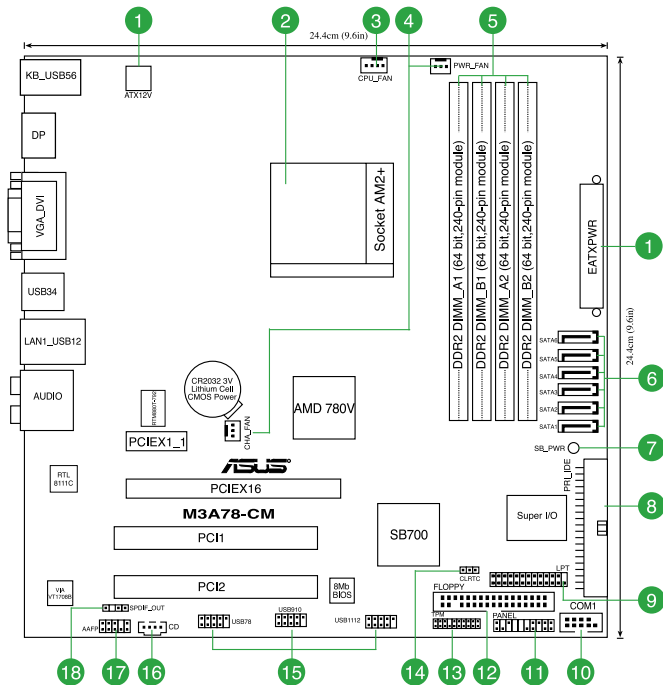 1
2
3
4
5
24.4cm (9.6in)
KB_USB56
ATX12V
CPU_FAN
PWR_FAN
DP
VGA_DVI
Socket AM2+
DDR2 DIMM_A1 (64 bit,240-pin module)
DDR2 DIMM_B1 (64 bit,240-pin module)
DDR2 DIMM_A2 (64 bit,240-pin module)
DDR2 DIMM_B2 (64 bit,240-pin module)
EATXPWR
1
24.4cm (9.6in)
USB34
LAN1_USB12
AUDIO
SATA6
SATA5
SATA4
SATA3
SATA2
SATA1
6
CR2032 3V
Lithium Cell
CMOS Power
CHA_FAN
AMD 780V
PCIEX1_1
SB_PWR
7
RTL
8111C
ASUS
PCIEX16
M3A78-CM
PRI_IDE
8
Super I/O
SB700
PCI1
PCI2
VIA
VT1708B
8Mb
BIOS
CLRTC
LPT
9
FLOPPY
SPDIF_OUT
AAFP
CD
USB78
USB910
USB1112
TPM
PANEL
COM1
18
17
16
15
14
13
12
11
10